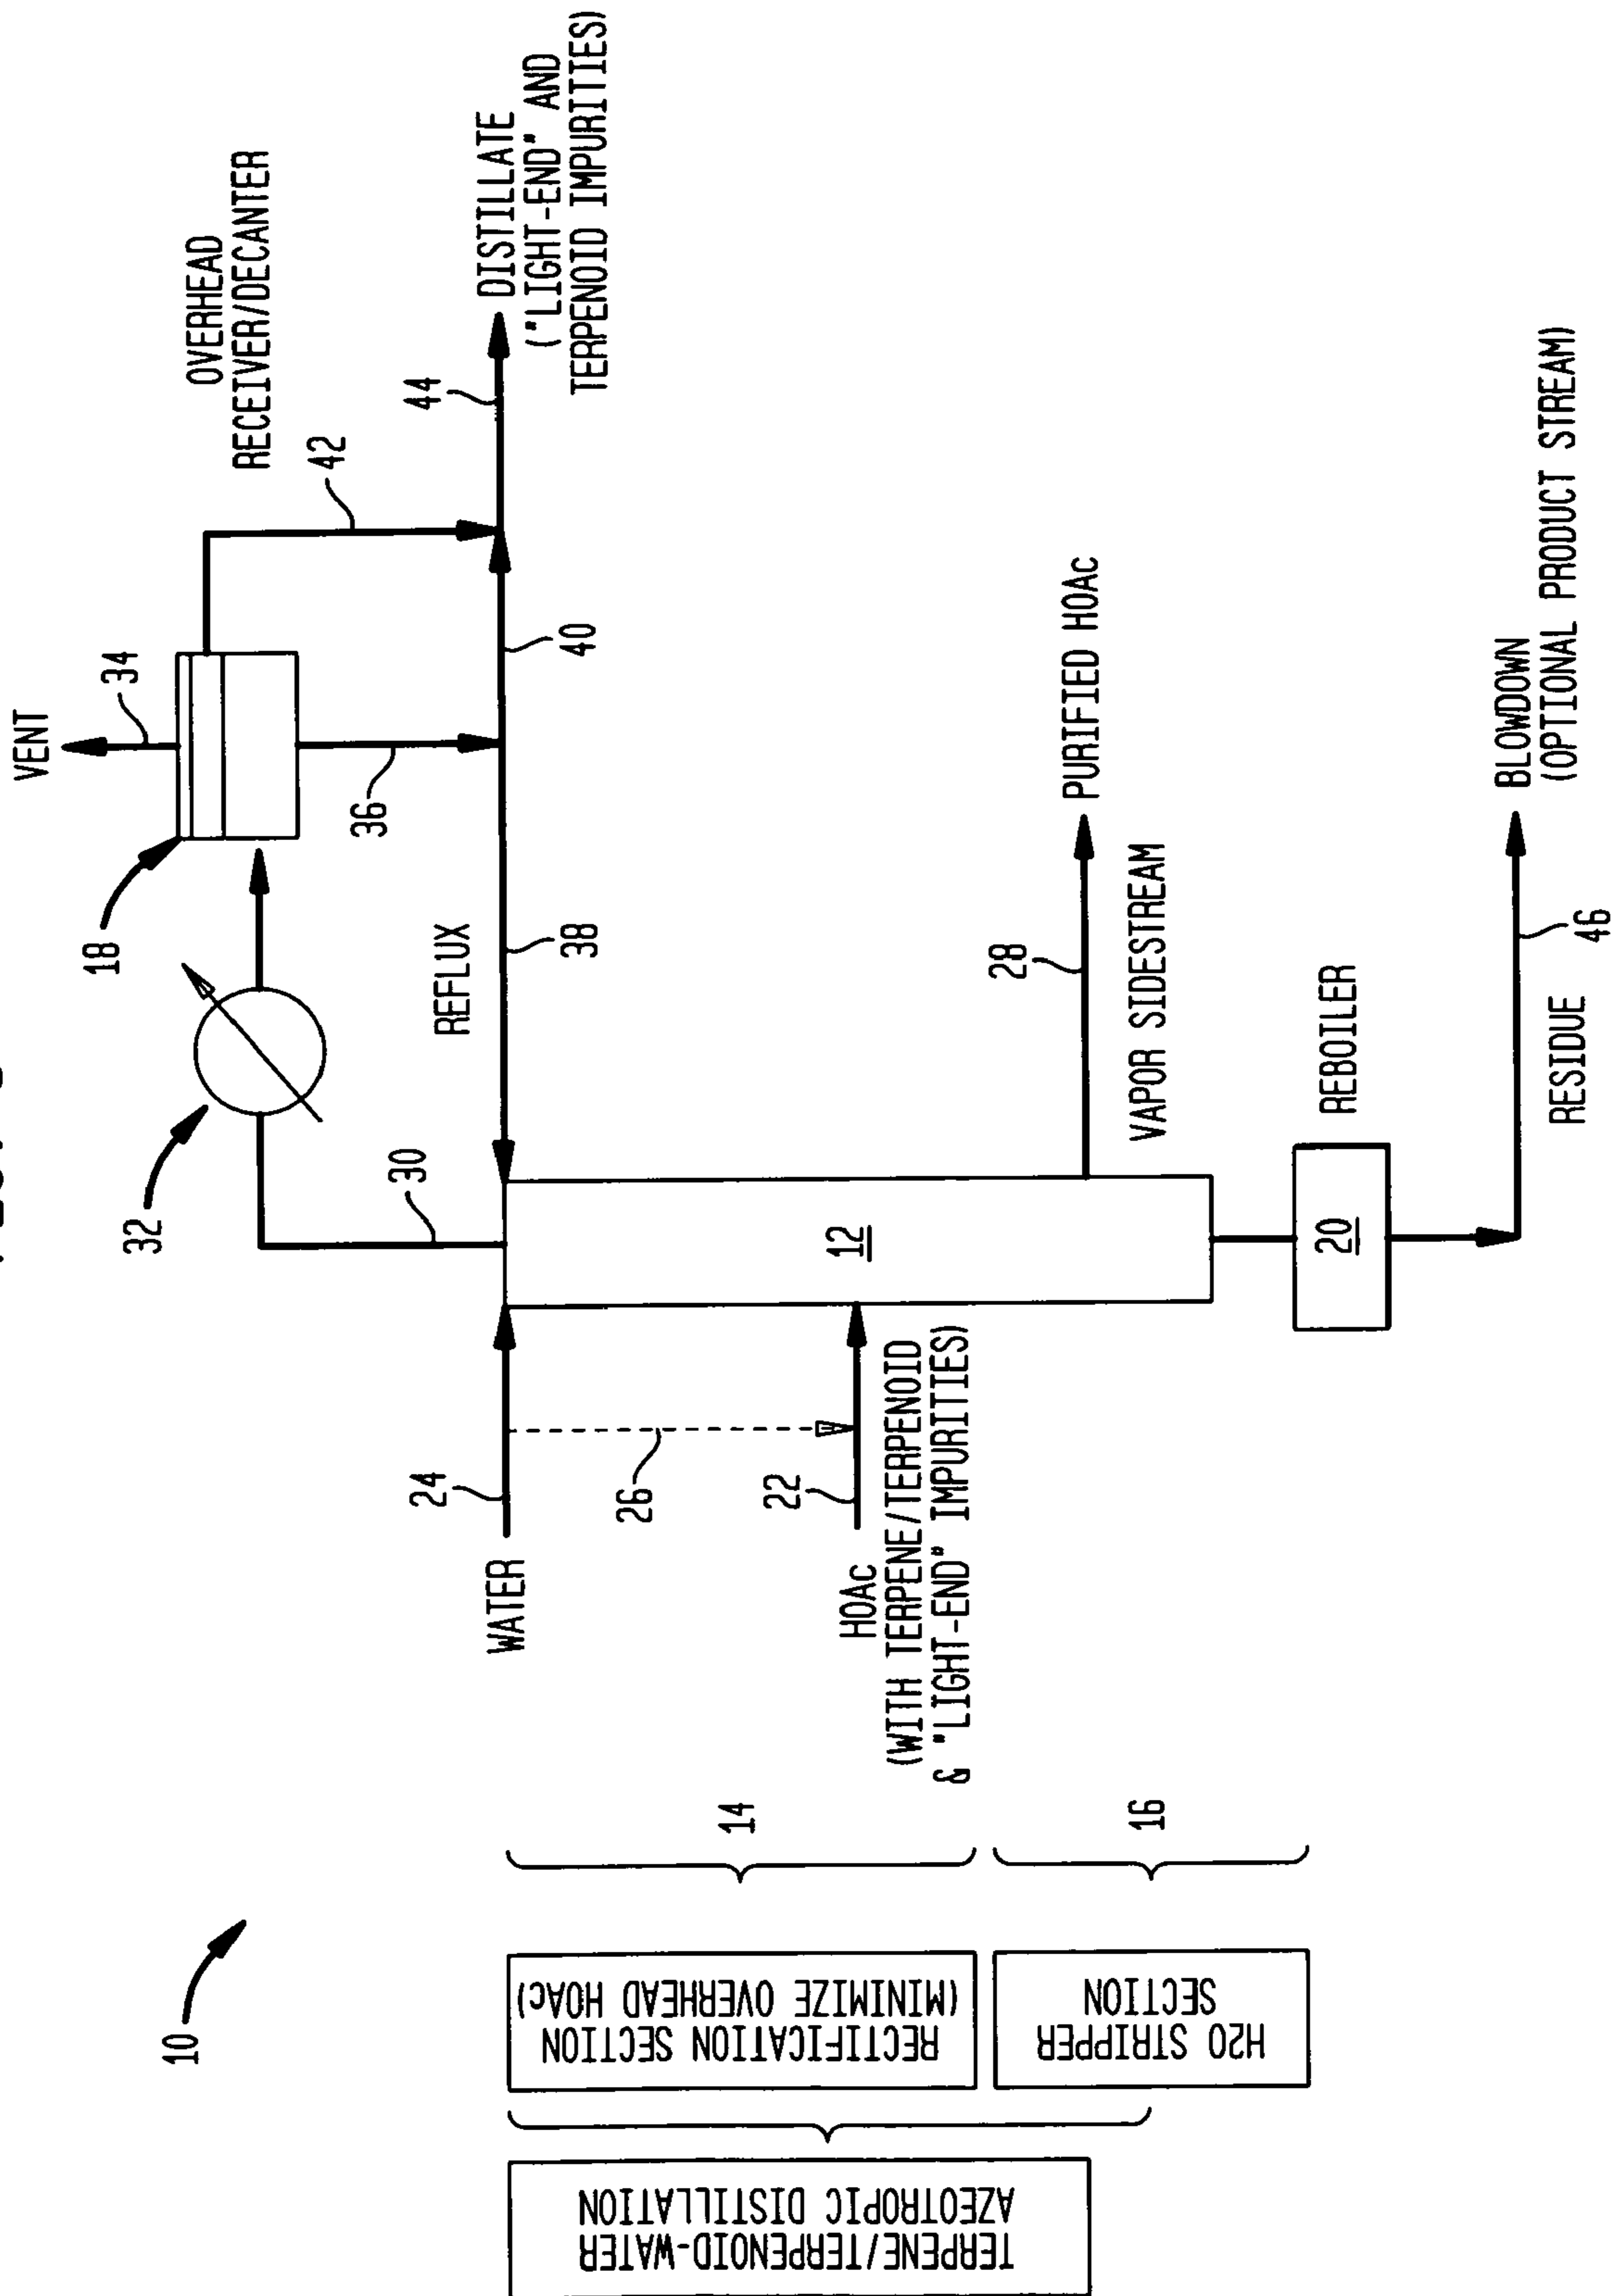 10
TERPENE/TERPENOID-WATER
AZEOTROPIC DISTILLATION
RECTIFICATION SECTION
(MINIMIZE OVERHEAD HOAc)
H2O STRIPPER
SECTION
14
16
WATER
24
26
22
HOAc
(WITH TERPENE/TERPENOID
& "LIGHT-END" IMPURITIES)
12
30
32
18
VENT
34
OVERHEAD
RECEIVER/DECANTER
36
42
REFLUX
38
40
44
DISTILLATE
("LIGHT-END" AND
TERPENOID IMPURITIES)
28
PURIFIED HOAc
VAPOR SIDESTREAM
REBOILER
20
RESIDUE
46
BLOWDOWN
(OPTIONAL PRODUCT STREAM)